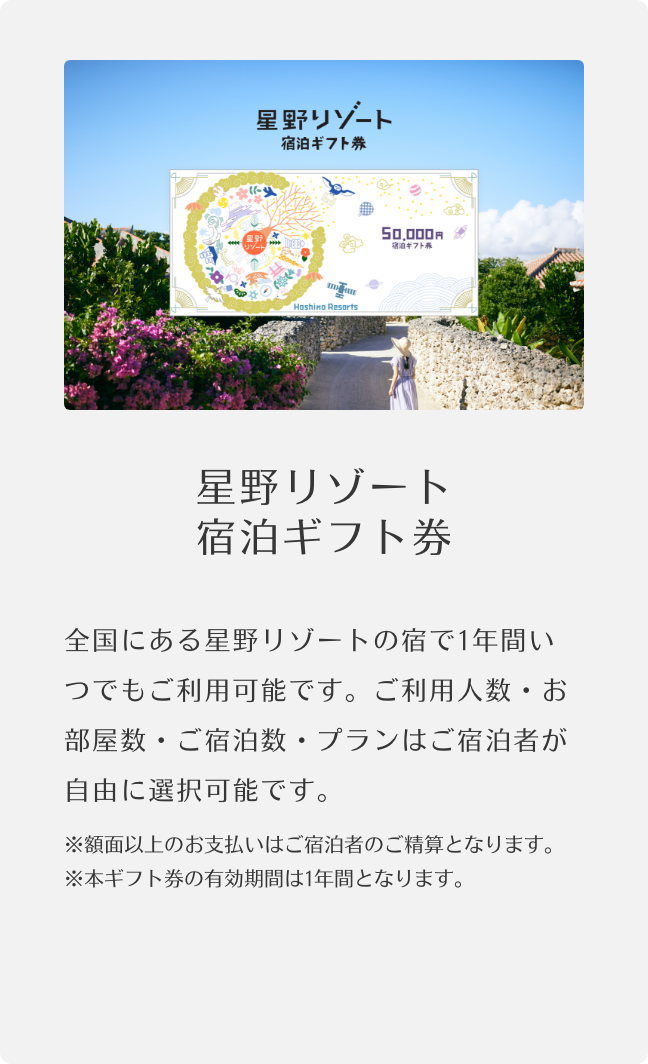 星野リゾート
宿泊ギフト券
星野
リゾート
50,000円
宿泊ギフト券
Hoshino Resorts
星野リゾート
宿泊ギフト券
全国にある星野リゾートの宿で1年間い
つでもご利用可能です。ご利用人数・お
部屋数・ご宿泊数・プランはご宿泊者が
自由に選択可能です。
※額面以上のお支払いはご宿泊者のご精算となります。
※本ギフト券の有効期間は1年間となります。